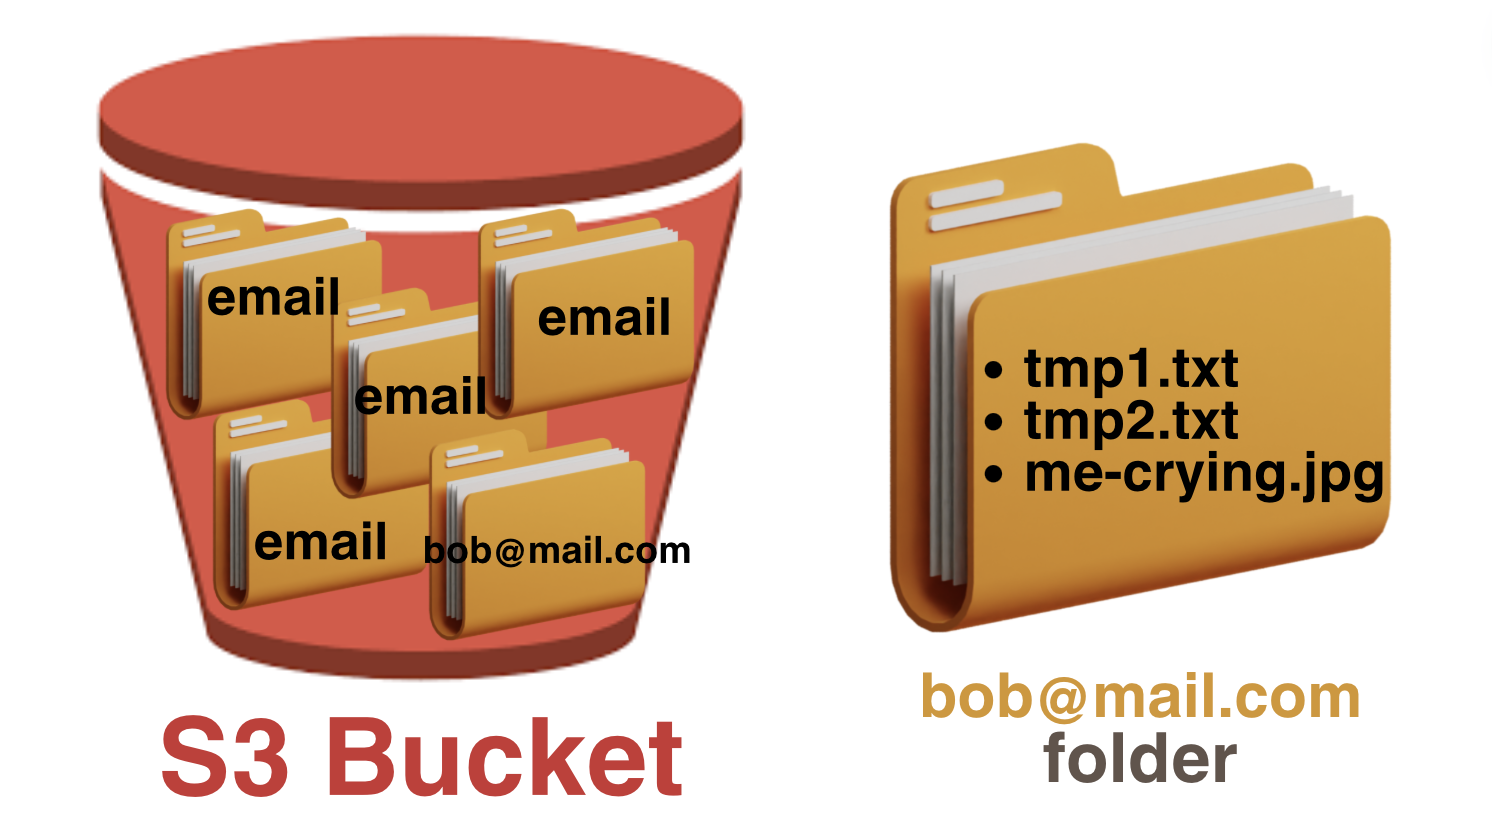 email
email
email
email
bob@mail.com
S3 Bucket
• tmp1.txt
• tmp2.txt
• me-crying.jpg
bob@mail.com
folder